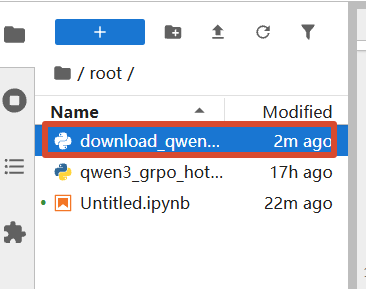 +
/ root /
Name Modified
download_qwen... 2m ago
qwen3_grpo_hot... 17h ago
Untitled.ipynb 22m ago